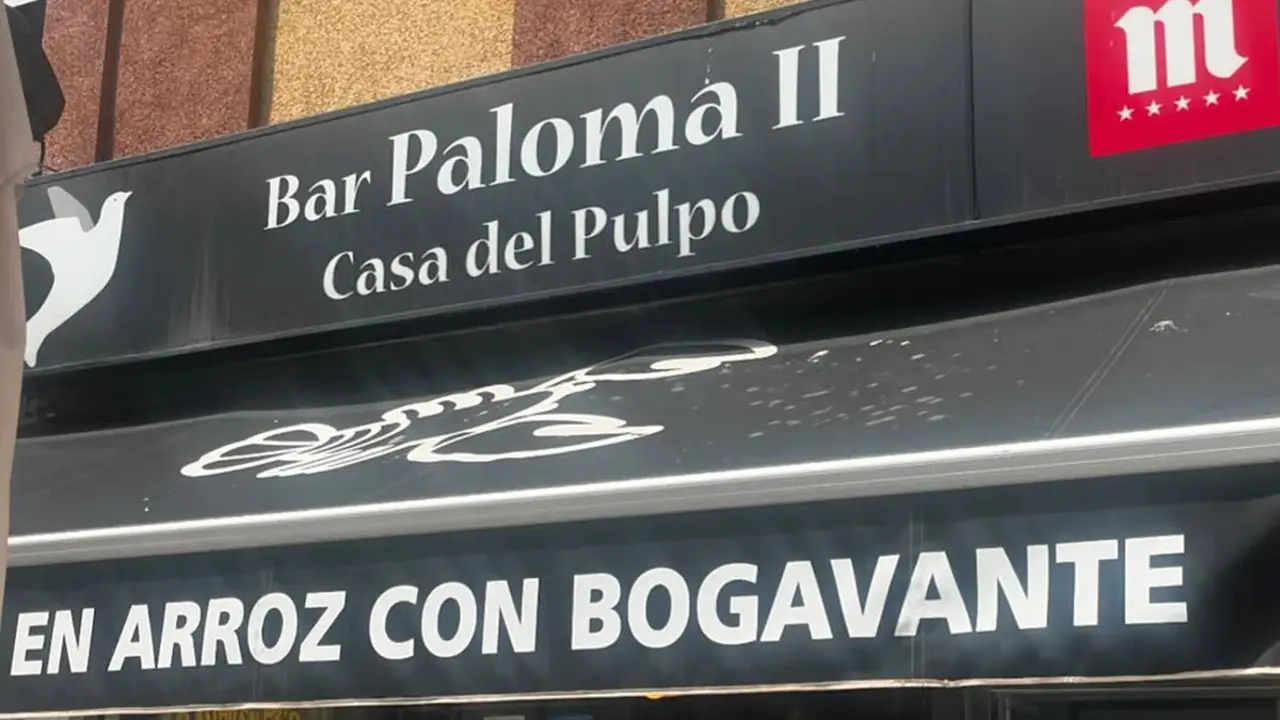 Bar Paloma II
Casa del Pulpo
m
EN ARROZ CON BOGAVANTE